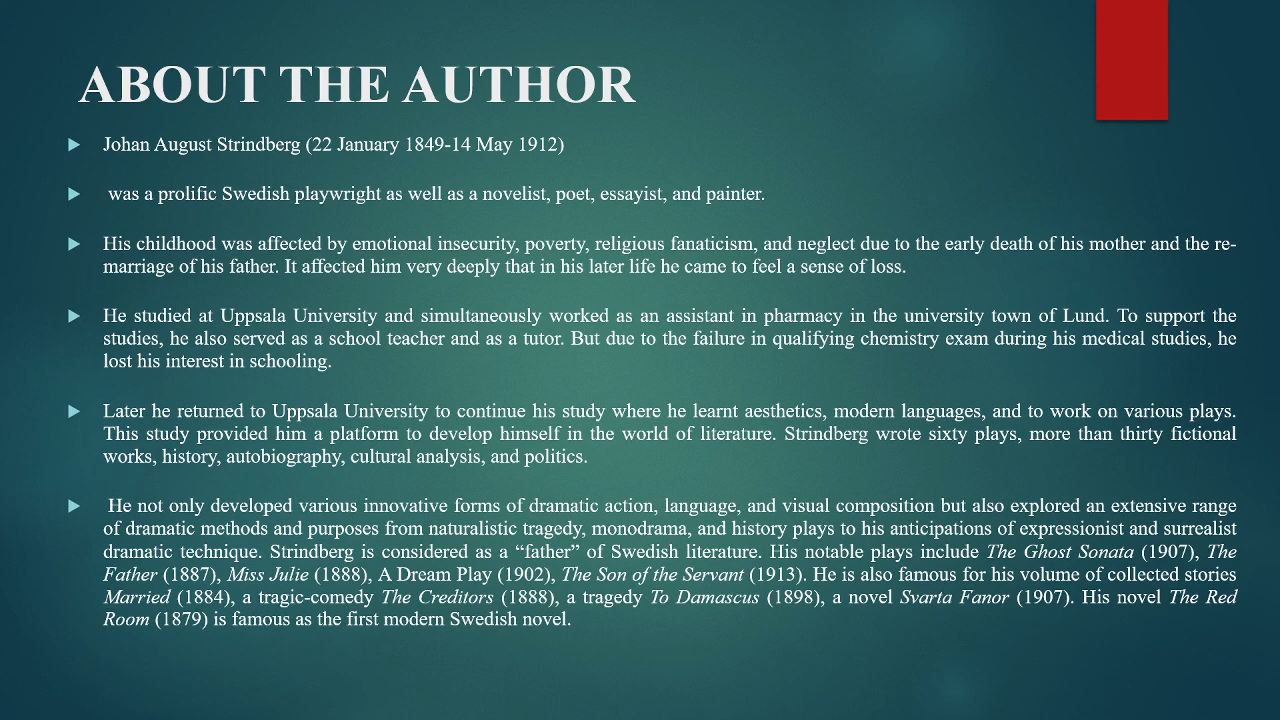 ABOUT THE AUTHOR
Johan August Strindberg (22 January 1849-14 May 1912)
was a prolific Swedish playwright as well as a novelist, poet, essayist, and painter.
His childhood was affected by emotional insecurity, poverty, religious fanaticism, and neglect due to the early death of his mother and the re-
marriage of his father. It affected him very deeply that in his later life he came to feel a sense of loss.
He studied at Uppsala University and simultaneously worked as an assistant in pharmacy in the university town of Lund. To support the
studies, he also served as a school teacher and as a tutor. But due to the failure in qualifying chemistry exam during his medical studies, he
lost his interest in schooling.
Later he returned to Uppsala University to continue his study where he learnt aesthetics, modern languages, and to work on various plays.
This study provided him a platform to develop himself in the world of literature. Strindberg wrote sixty plays, more than thirty fictional
works, history, autobiography, cultural analysis, and politics.
He not only developed various innovative forms of dramatic action, language, and visual composition but also explored an extensive range
of dramatic methods and purposes from naturalistic tragedy, monodrama, and history plays to his anticipations of expressionist and surrealist
dramatic technique. Strindberg is considered as a “father” of Swedish literature. His notable plays include The Ghost Sonata (1907), The
Father (1887), Miss Julie (1888), A Dream Play (1902), The Son of the Servant (1913). He is also famous for his volume of collected stories
Married (1884), a tragic-comedy The Creditors (1888), a tragedy To Damascus (1898), a novel Svarta Fanor (1907). His novel The Red
Room (1879) is famous as the first modern Swedish novel.